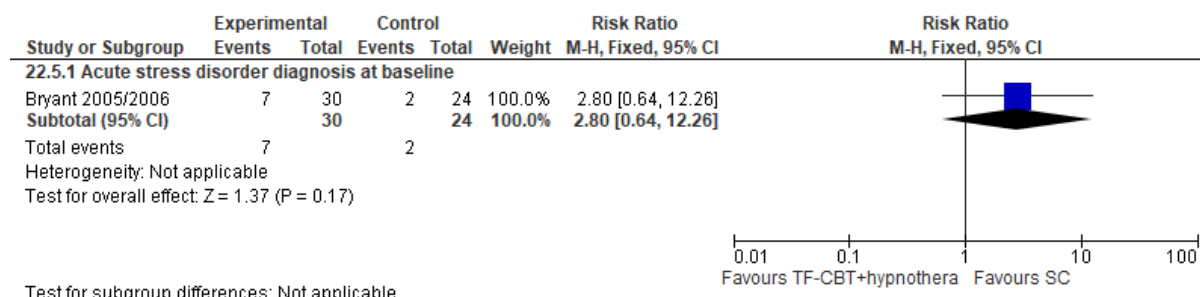 Experimental Control Risk Ratio Risk Ratio
Study or Subgroup Events Total Events Total Weight M-H, Fixed, 95% CI M-H, Fixed, 95% CI
22.5.1 Acute stress disorder diagnosis at baseline
Bryant 2005/2006 7 30 2 24 100.0% 2.80 [0.64, 12.26]
Subtotal (95% CI) 30 24 100.0% 2.80 [0.64, 12.26]
Total events 7 2
Heterogeneity: Not applicable
Test for overall effect: Z = 1.37 (P = 0.17)
0.01 0.1 1 10 100
Favours TF-CBT+hypnothera Favours SC
Test for subgroup differences: Not applicable